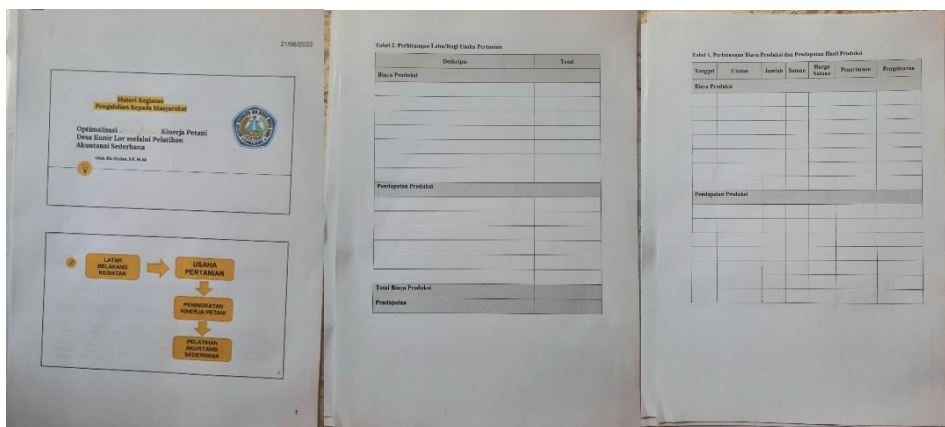 21/06/2022
Materi Kegiatan
Pengabdian Kepada Masyarakat
Optimalisasi Kinerja Petani
Desa Kunir Lor melalui Pelatihan
Akuntansi Sederhana
LATAR
BELAKANG
KEGIATAN
USAHA
PERTANIAN
PENINGKATAN
KINERJA PETANI
PELATIHAN
AKUNTANSI
SEDERHANA
1
Tabel 2. Perhitungan Laba/Rugi Usaha Pertanian
Deskripsi Total
Biaya Produksi
Pendapatan Produksi
Total Biaya Produksi
Pendapatan
Tabel 1. Perhitungan Biaya Produksi dan Pendapatan Hasil Produksi
Tanggal Uraian Jumlah Satuan Harga Satuan Penerimaan Pengeluaran
Biaya Produksi
Pendapatan Produksi